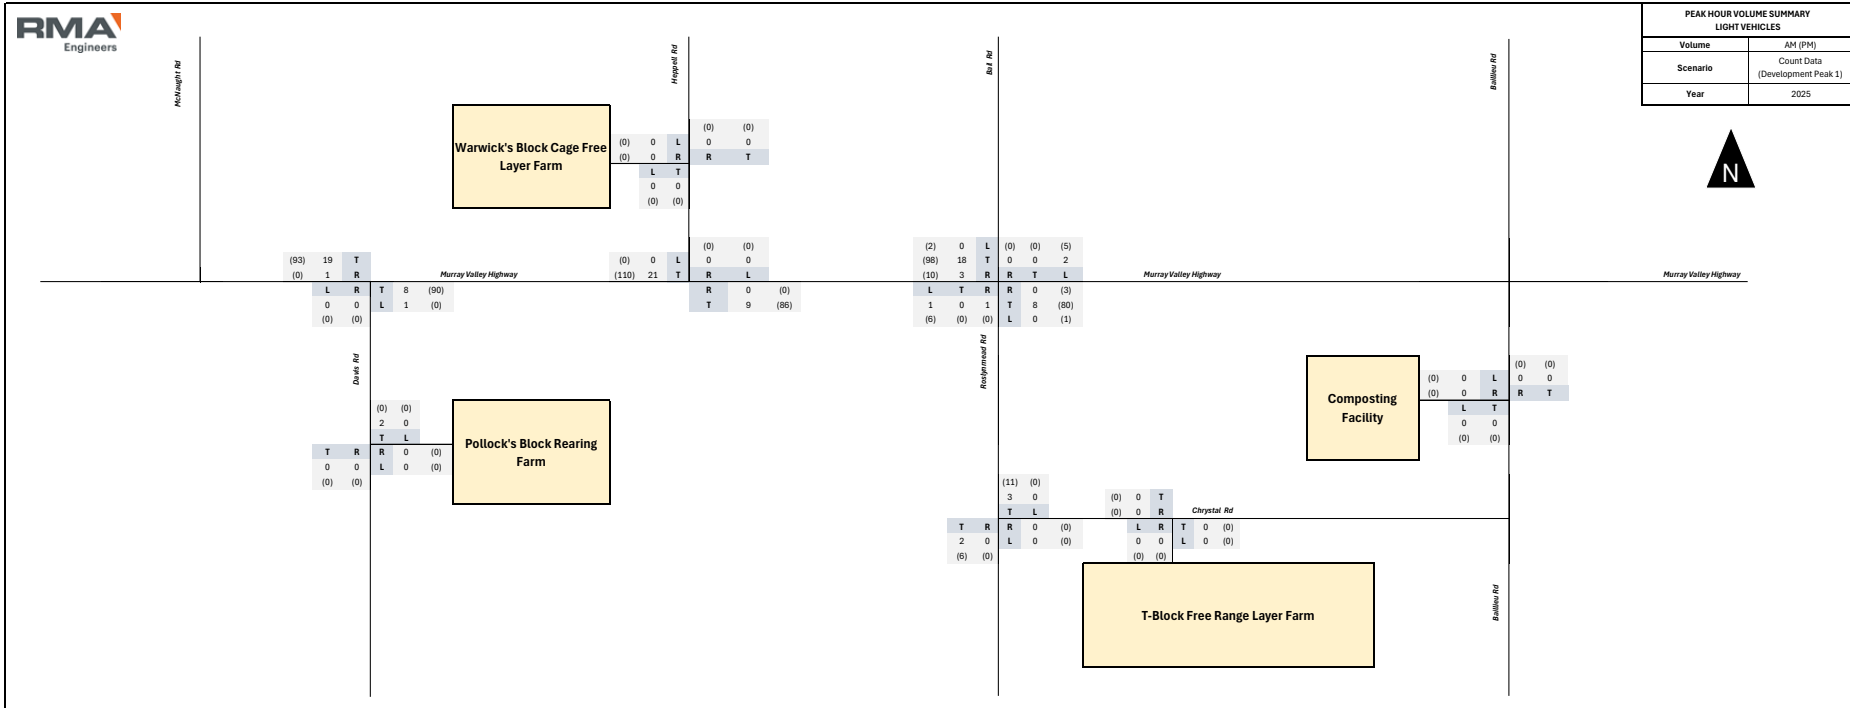 RMA
Engineers
PEAK HOUR VOLUME SUMMARY
LIGHT VEHICLES
Volume AM (PM)
Scenario Count Data
(Development Peak 1)
Year 2025
McNaught Rd
Heppell Rd
Ball Rd
Baillieu Rd
N
Warwick's Block Cage Free
Layer Farm
(0) (0)
(0) 0 L 0 0
(0) 0 R R T
L T
0 0
(0) (0)
(93) 19 T
(0) 1 R
Murray Valley Highway
L R T 8 (90)
0 0 L 1 (0)
(0) (0)
(0) (0)
(0) 0 L 0 0
(110) 21 T R L
R 0 (0)
T 9 (86)
(2) 0 L (0) (0) (5)
(98) 18 T 0 0 2
(10) 3 R R T L
Murray Valley Highway
Murray Valley Highway
L T R R 0 (3)
1 0 1 T 8 (80)
(6) (0) (0) L 0 (1)
Davis Rd
Roslynmead Rd
(0) (0)
2 0
T L
T R R 0 (0)
0 0 L 0 (0)
(0) (0)
Pollock's Block Rearing
Farm
Composting
Facility
(0) (0)
(0) 0 L 0 0
(0) 0 R R T
L T
0 0
(0) (0)
(11) (0)
3 0
T L
T R R 0 (0)
2 0 L 0 (0)
(6) (0)
(0) 0 T
(0) 0 R
Chrystal Rd
L R T 0 (0)
0 0 L 0 (0)
(0) (0)
T-Block Free Range Layer Farm
Baillieu Rd